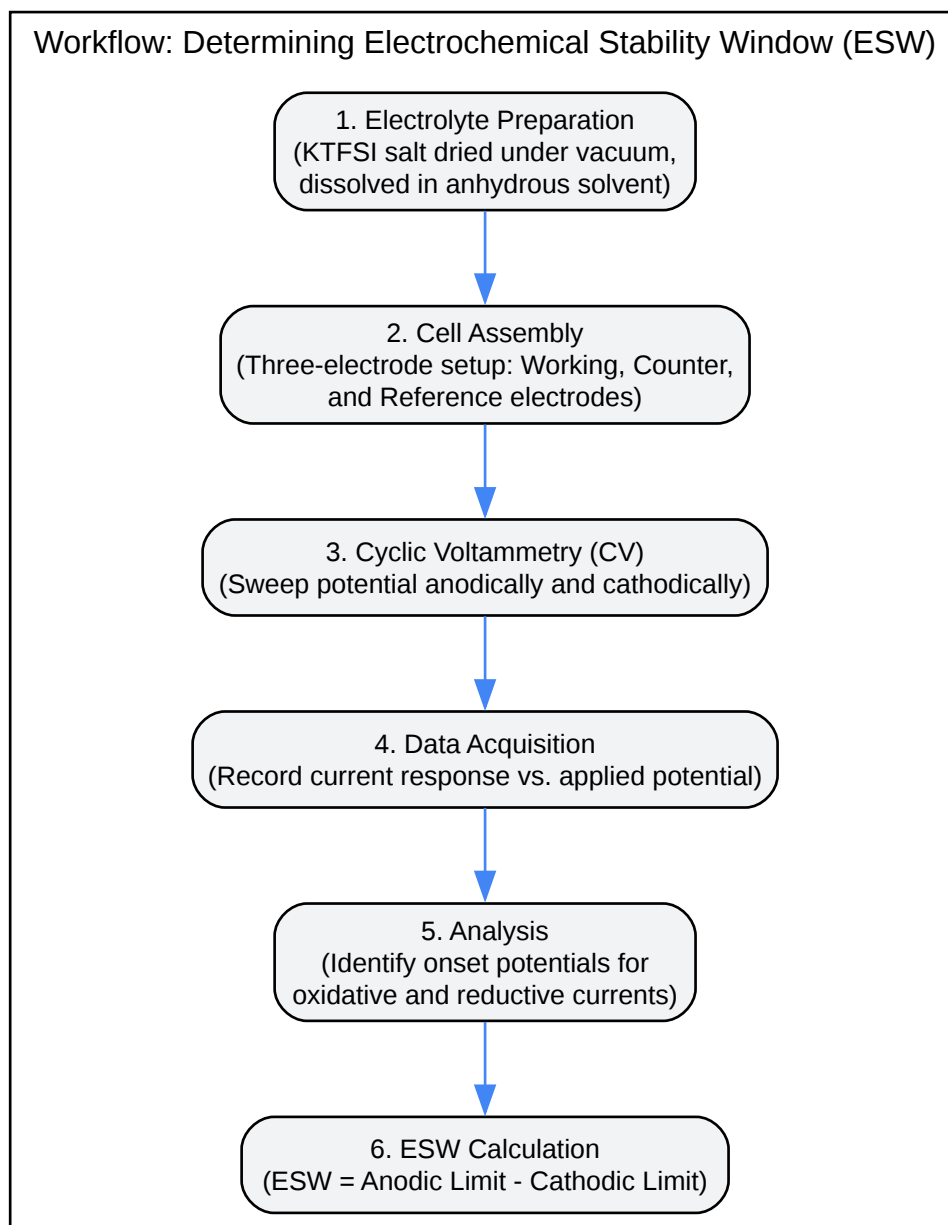 Workflow: Determining Electrochemical Stability Window (ESW)
1. Electrolyte Preparation
(KTFSI salt dried under vacuum,
dissolved in anhydrous solvent)
2. Cell Assembly
(Three-electrode setup: Working, Counter,
and Reference electrodes)
3. Cyclic Voltammetry (CV)
(Sweep potential anodically and cathodically)
4. Data Acquisition
(Record current response vs. applied potential)
5. Analysis
(Identify onset potentials for
oxidative and reductive currents)
6. ESW Calculation
(ESW = Anodic Limit - Cathodic Limit)